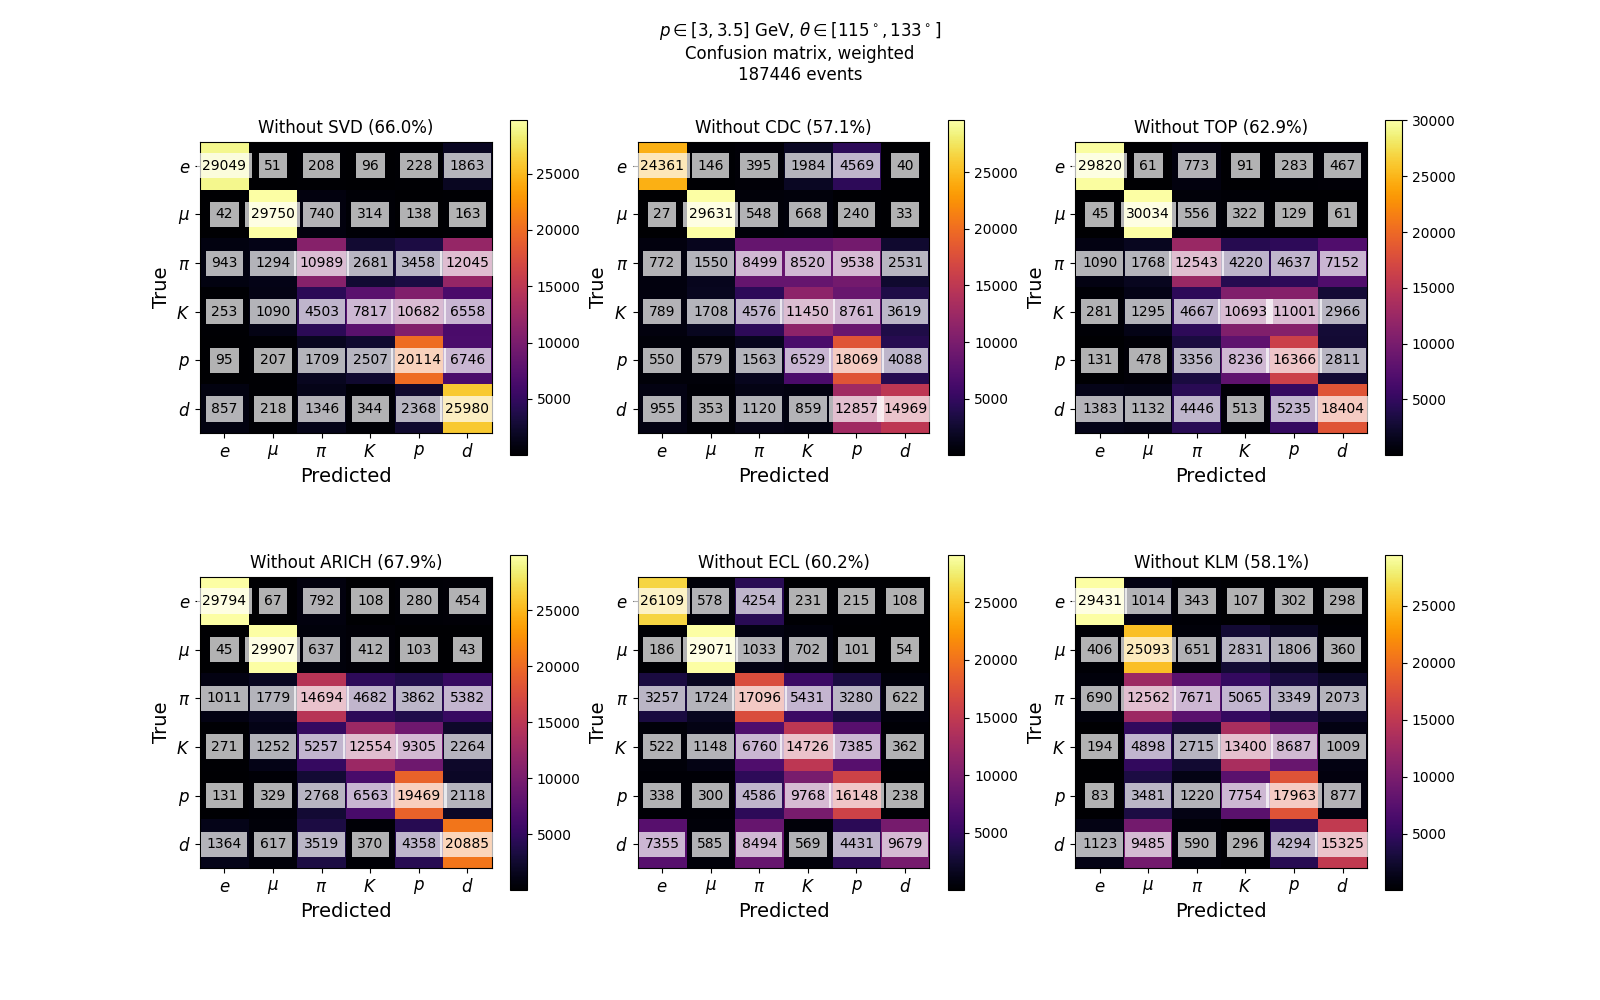 p ∈ [3, 3.5] GeV, θ ∈ [115°, 133°]
Confusion matrix, weighted
187446 events
Without SVD (66.0%)
True
e 29049 51 208 96 228 1863
μ 42 29750 740 314 138 163
π 943 1294 10989 2681 3458 12045
K 253 1090 4503 7817 10682 6558
p 95 207 1709 2507 20114 6746
d 857 218 1346 344 2368 25980
e μ π K p d
Predicted
25000
20000
15000
10000
5000
Without CDC (57.1%)
True
e 24361 146 395 1984 4569 40
μ 27 29631 548 668 240 33
π 772 1550 8499 8520 9538 2531
K 789 1708 4576 11450 8761 3619
p 550 579 1563 6529 18069 4088
d 955 353 1120 859 12857 14969
e μ π K p d
Predicted
25000
20000
15000
10000
5000
Without TOP (62.9%)
True
e 29820 61 773 91 283 467
μ 45 30034 556 322 129 61
π 1090 1768 12543 4220 4637 7152
K 281 1295 4667 10693 11001 2966
p 131 478 3356 8236 16366 2811
d 1383 1132 4446 513 5235 18404
e μ π K p d
Predicted
30000
25000
20000
15000
10000
5000
Without ARICH (67.9%)
True
e 29794 67 792 108 280 454
μ 45 29907 637 412 103 43
π 1011 1779 14694 4682 3862 5382
K 271 1252 5257 12554 9305 2264
p 131 329 2768 6563 19469 2118
d 1364 617 3519 370 4358 20885
e μ π K p d
Predicted
25000
20000
15000
10000
5000
Without ECL (60.2%)
True
e 26109 578 4254 231 215 108
μ 186 29071 1033 702 101 54
π 3257 1724 17096 5431 3280 622
K 522 1148 6760 14726 7385 362
p 338 300 4586 9768 16148 238
d 7355 585 8494 569 4431 9679
e μ π K p d
Predicted
25000
20000
15000
10000
5000
Without KLM (58.1%)
True
e 29431 1014 343 107 302 298
μ 406 25093 651 2831 1806 360
π 690 12562 7671 5065 3349 2073
K 194 4898 2715 13400 8687 1009
p 83 3481 1220 7754 17963 877
d 1123 9485 590 296 4294 15325
e μ π K p d
Predicted
25000
20000
15000
10000
5000